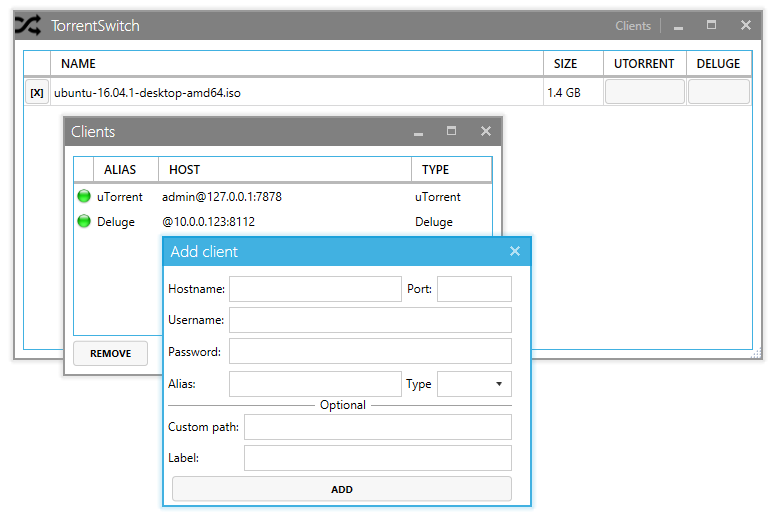 TorrentSwitch Clients
NAME SIZE UTORRENT DELUGE
[X] ubuntu-16.04.1-desktop-amd64.iso 1.4 GB
Clients
ALIAS HOST TYPE
uTorrent admin@127.0.0.1:7878 uTorrent
Deluge @10.0.0.123:8112 Deluge
REMOVE
Add client
Hostname: Port:
Username:
Password:
Alias: Type
Optional
Custom path:
Label:
ADD